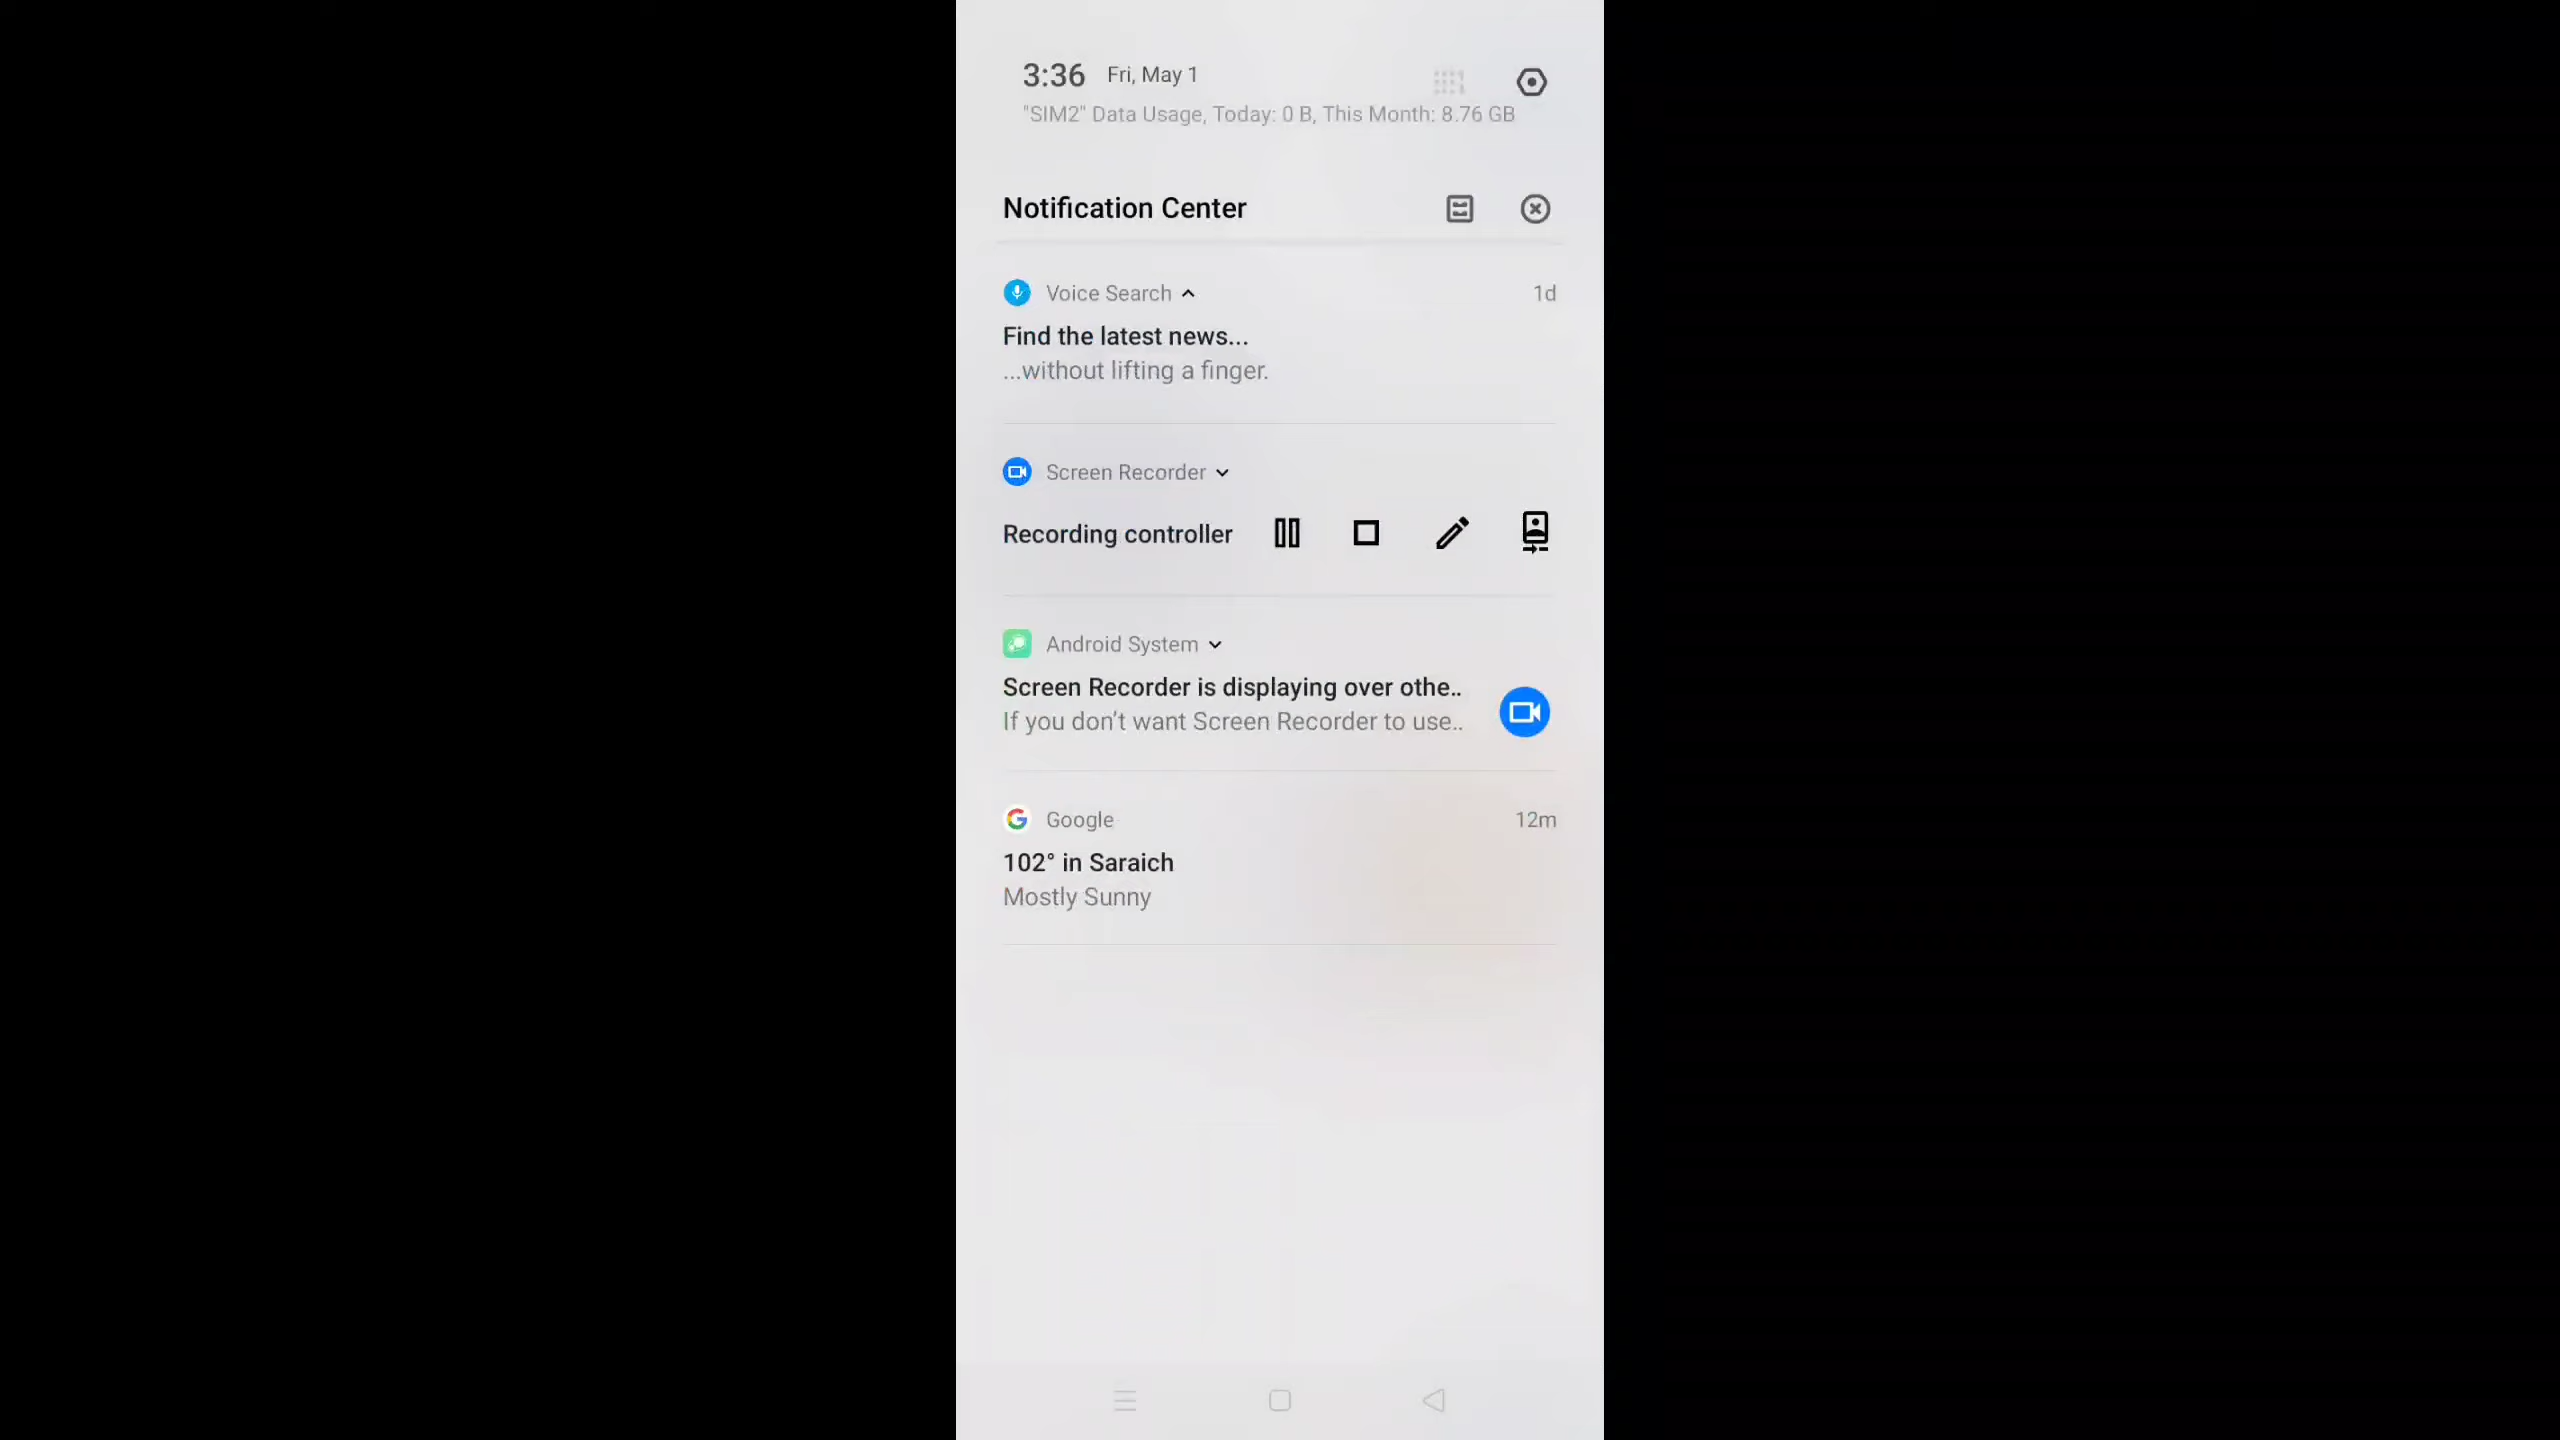 3:36 Fri, May 1
"SIM2" Data Usage, Today: 0 B, This Month: 8.76 GB
Notification Center
Voice Search 1d
Find the latest news...
...without lifting a finger.
Screen Recorder
Recording controller
Android System
Screen Recorder is displaying over othe..
If you don't want Screen Recorder to use..
Google 12m
102° in Saraich
Mostly Sunny